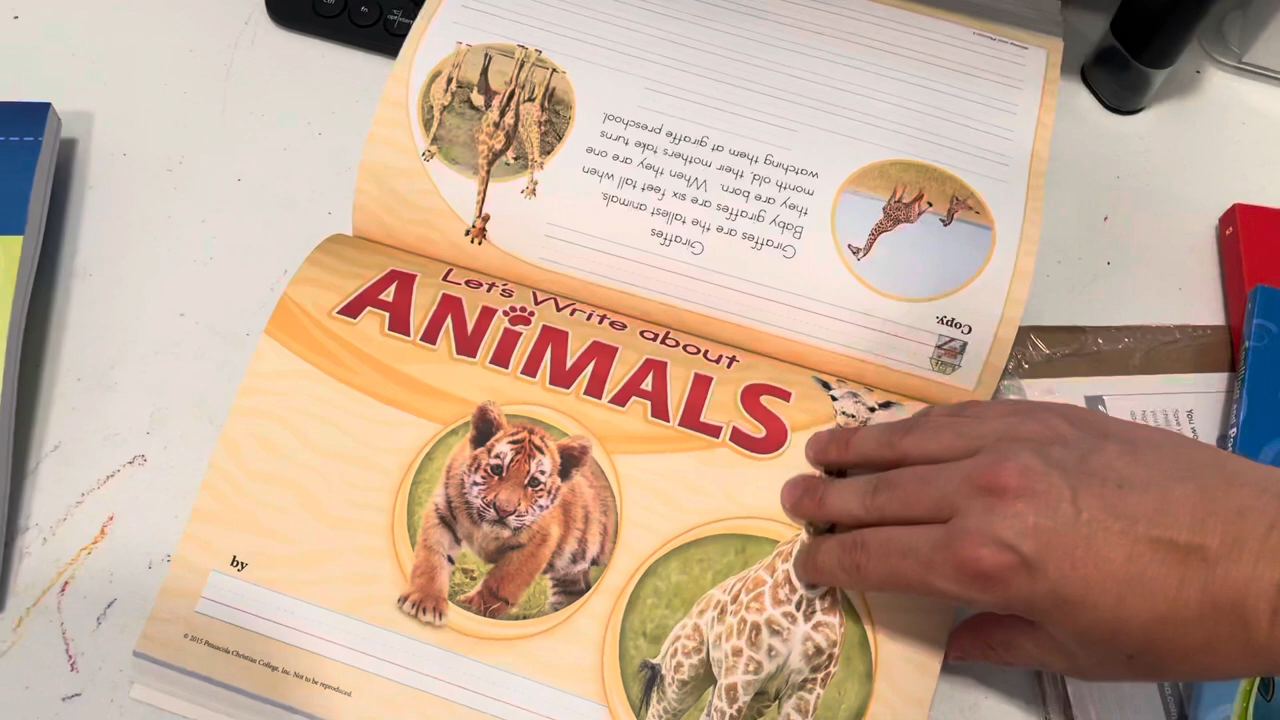 Copy.
Giraffes
Giraffes are the tallest animals.
Baby giraffes are six feet tall when
they are born. When they are one
month old, their mothers take turns
watching them at giraffe preschool.
Let's Write about
ANiMALS
by
© 2015 Pensacola Christian College, Inc. Not to be reproduced.